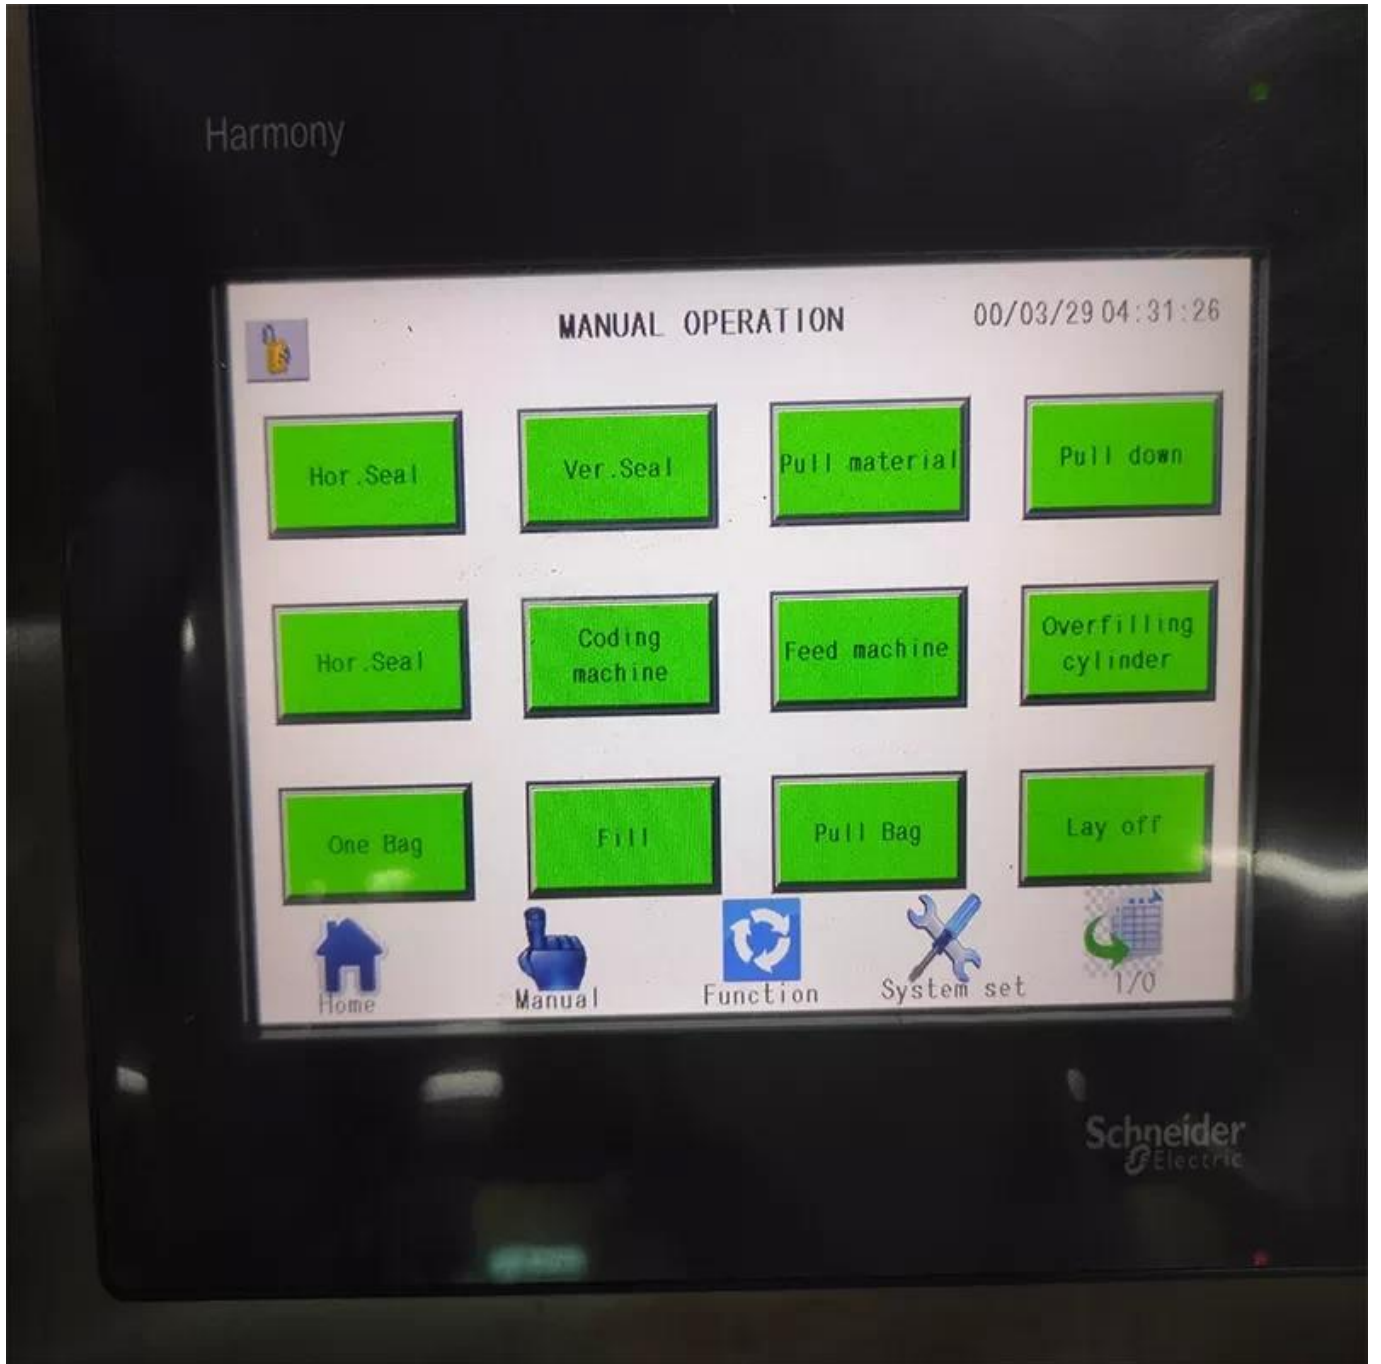 Harmony
MANUAL OPERATION
00/03/29 04:31:26
Hor.Seal
Ver.Seal
Pull material
Pull down
Hor.Seal
Coding
machine
Feed machine
Overfilling
cylinder
One Bag
Fill
Pull Bag
Lay off
Home
Manual
Function
System set
I/O
Schneider
Electric